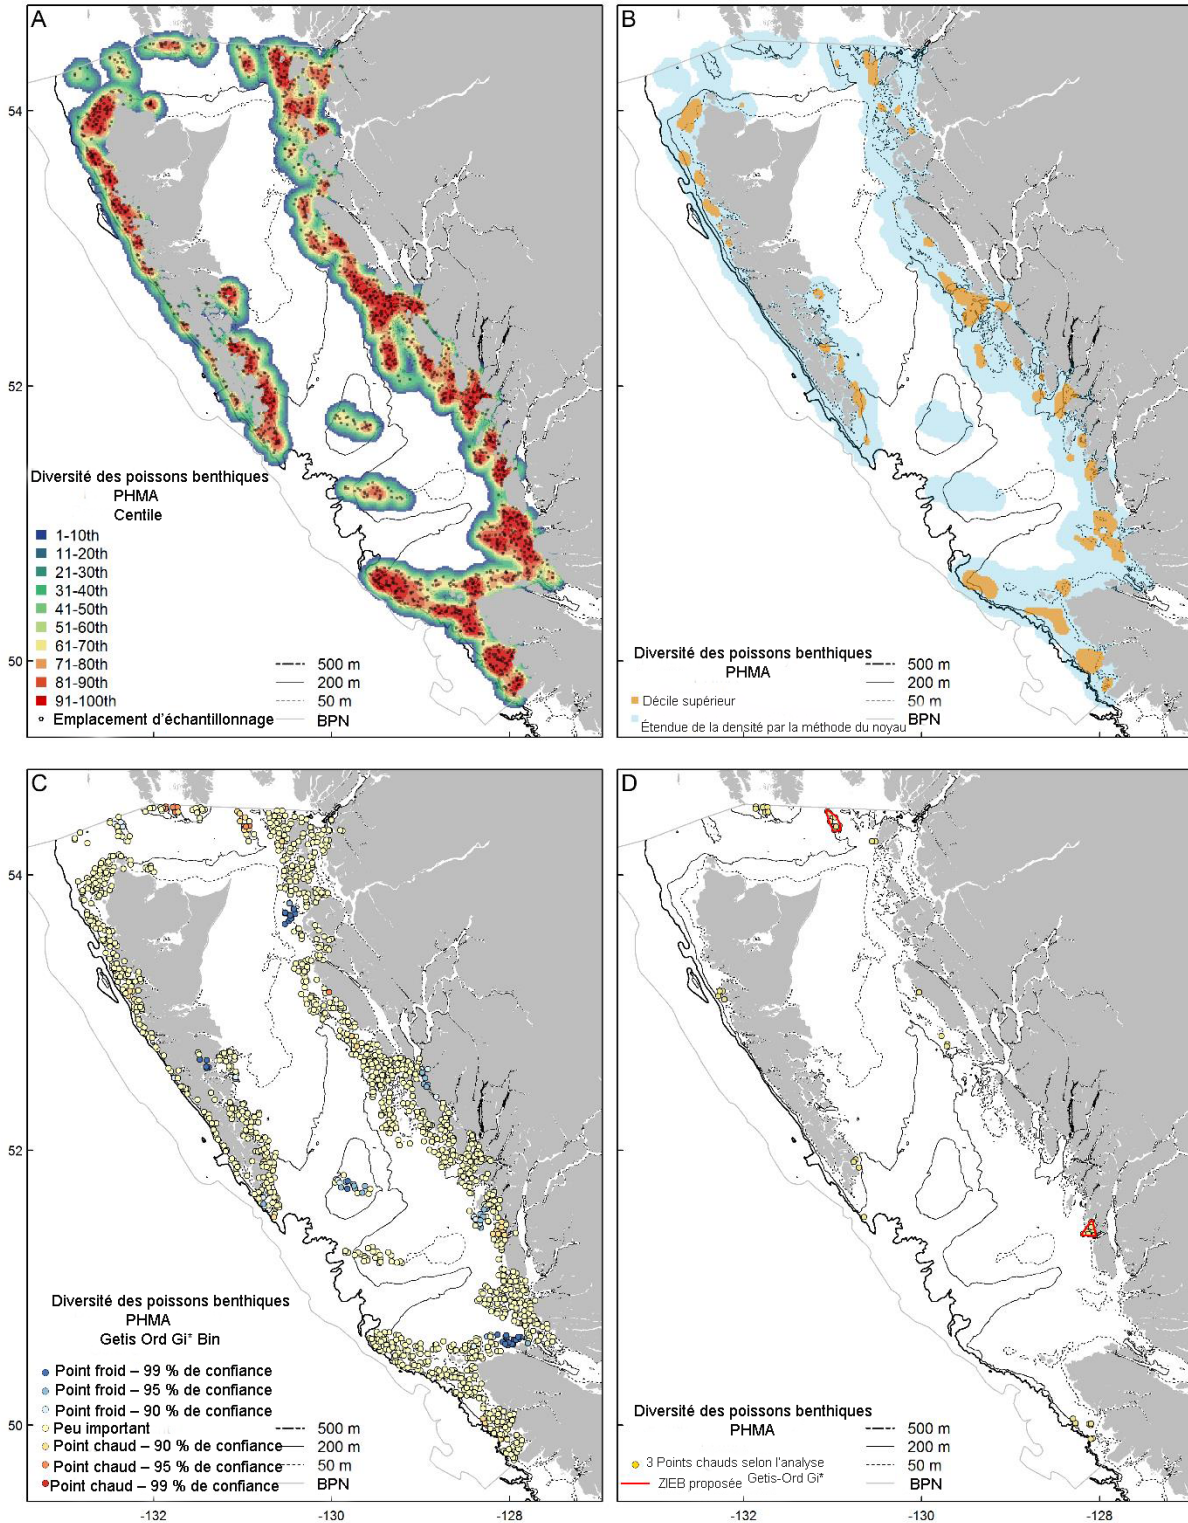 A
54
52
50
Diversité des poissons benthiques
PHMA
Centile
1-10th
11-20th
21-30th
31-40th
41-50th
51-60th
61-70th
71-80th
81-90th
91-100th
Emplacement d'échantillonnage
500 m
200 m
50 m
BPN
B
Diversité des poissons benthiques
PHMA
Décile supérieur
Étendue de la densité par la méthode du noyau
500 m
200 m
50 m
BPN
C
54
52
50
Diversité des poissons benthiques
PHMA
Getis Ord Gi* Bin
Point froid – 99 % de confiance
Point froid – 95 % de confiance
Point froid – 90 % de confiance
Peu important
Point chaud – 90 % de confiance
Point chaud – 95 % de confiance
Point chaud – 99 % de confiance
500 m
200 m
50 m
BPN
-132
-130
-128
D
Diversité des poissons benthiques
PHMA
3 Points chauds selon l'analyse
Getis-Ord Gi*
ZIEB proposée
500 m
200 m
50 m
BPN
-132
-130
-128